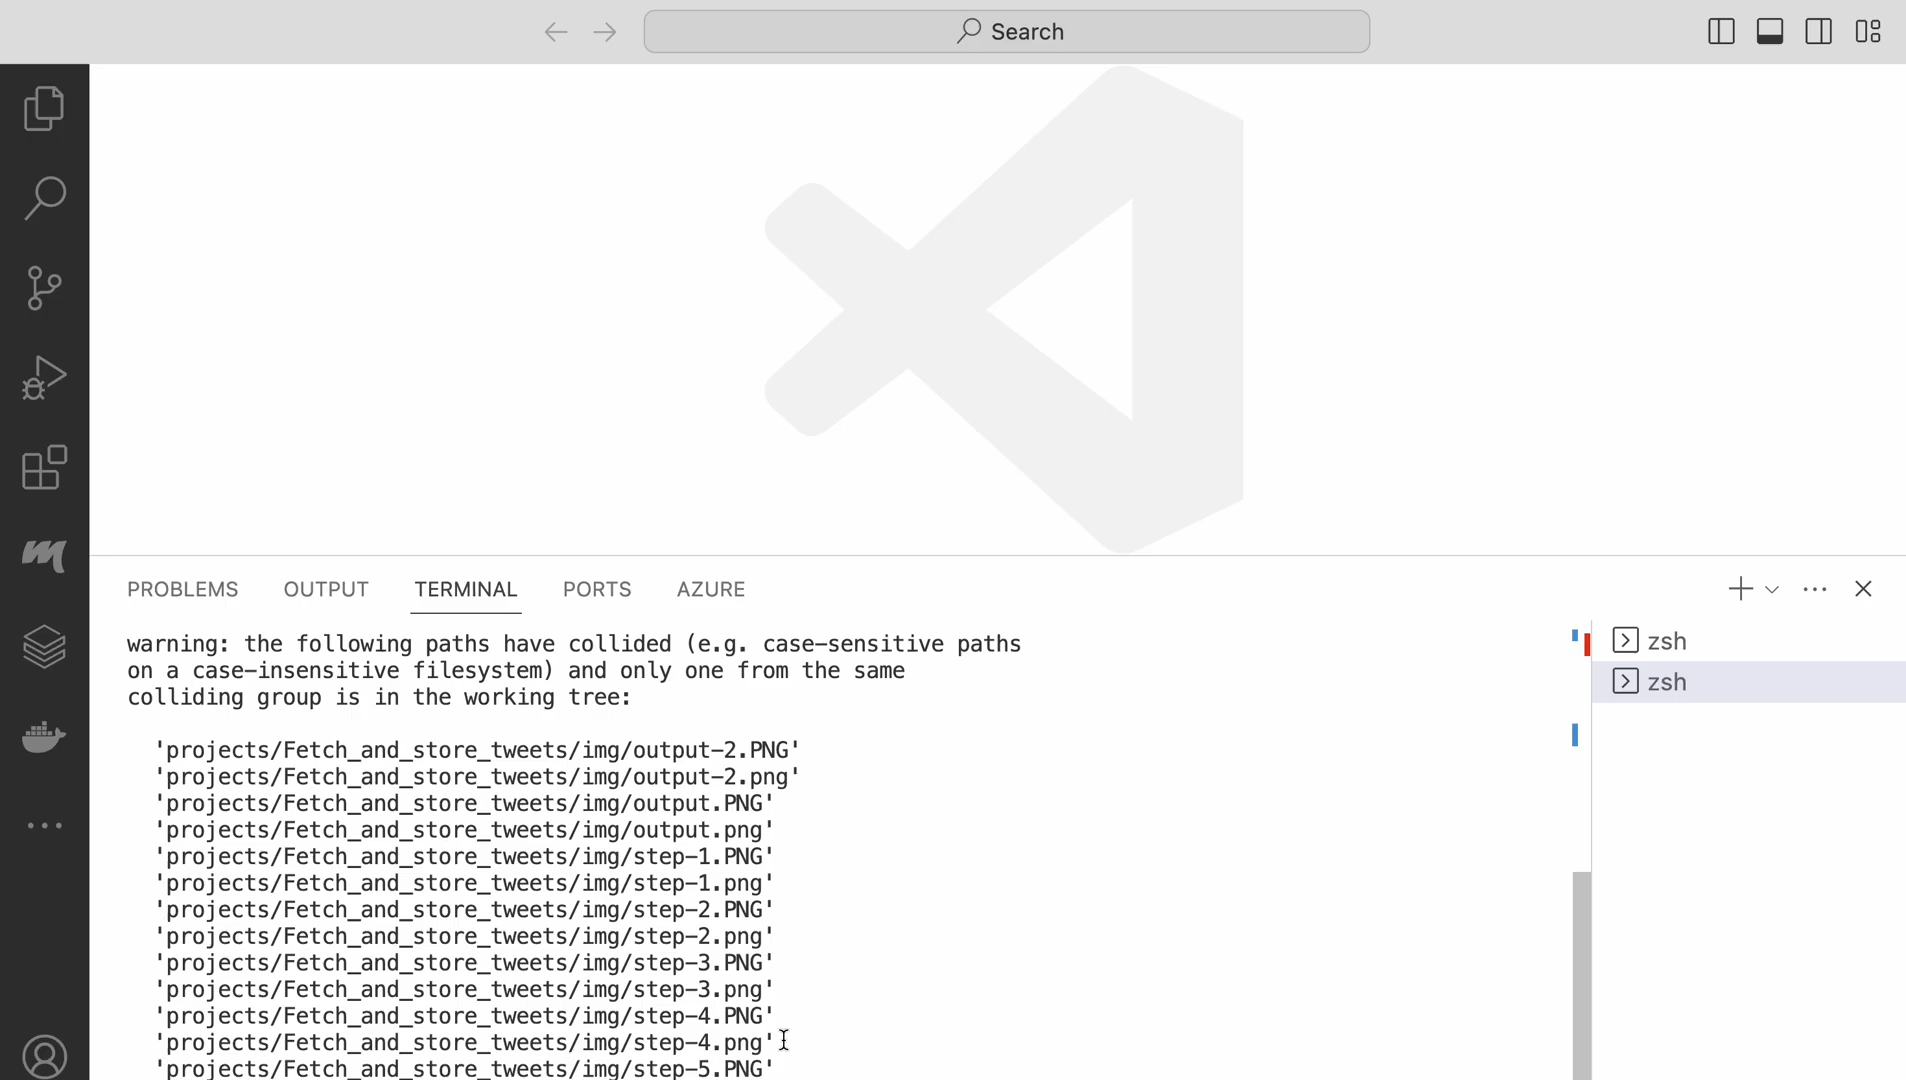 Search
PROBLEMS OUTPUT TERMINAL PORTS AZURE
warning: the following paths have collided (e.g. case-sensitive paths
on a case-insensitive filesystem) and only one from the same
colliding group is in the working tree:
'projects/Fetch_and_store_tweets/img/output-2.PNG'
'projects/Fetch_and_store_tweets/img/output-2.png'
'projects/Fetch_and_store_tweets/img/output.PNG'
'projects/Fetch_and_store_tweets/img/output.png'
'projects/Fetch_and_store_tweets/img/step-1.PNG'
'projects/Fetch_and_store_tweets/img/step-1.png'
'projects/Fetch_and_store_tweets/img/step-2.PNG'
'projects/Fetch_and_store_tweets/img/step-2.png'
'projects/Fetch_and_store_tweets/img/step-3.PNG'
'projects/Fetch_and_store_tweets/img/step-3.png'
'projects/Fetch_and_store_tweets/img/step-4.PNG'
'projects/Fetch_and_store_tweets/img/step-4.png'
'projects/Fetch_and_store_tweets/img/step-5.PNG'
zsh
zsh